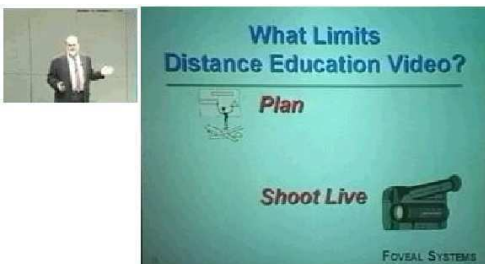 What Limits
Distance Education Video?
Plan
Shoot Live
FOVEAL SYSTEMS